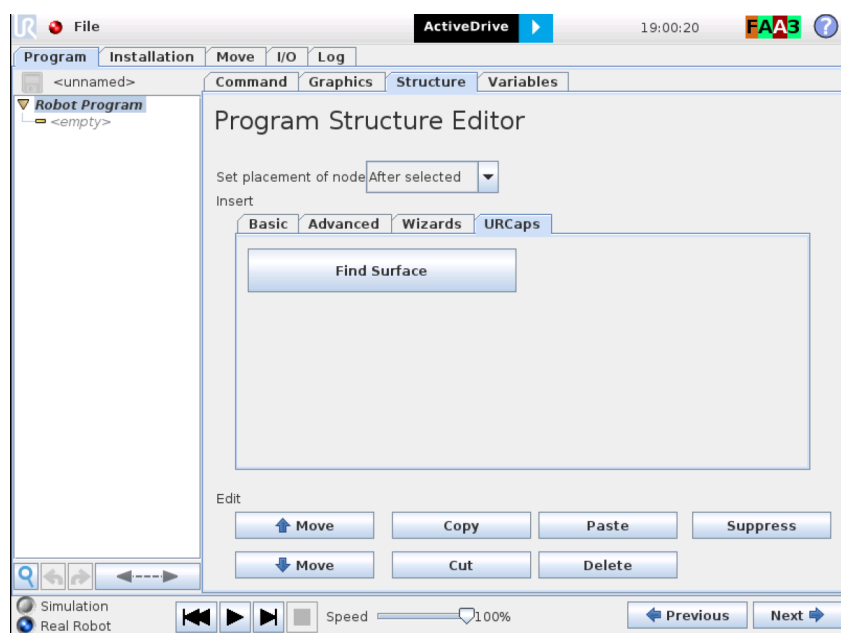 File ActiveDrive 19:00:20 FAA3 ?
Program Installation Move I/O Log
<unnamed> Command Graphics Structure Variables
Robot Program
<empty>
Program Structure Editor
Set placement of node After selected
Insert
Basic Advanced Wizards URCaps
Find Surface
Edit
Move Copy Paste Suppress
Move Cut Delete
Simulation
Real Robot
Speed 100% Previous Next